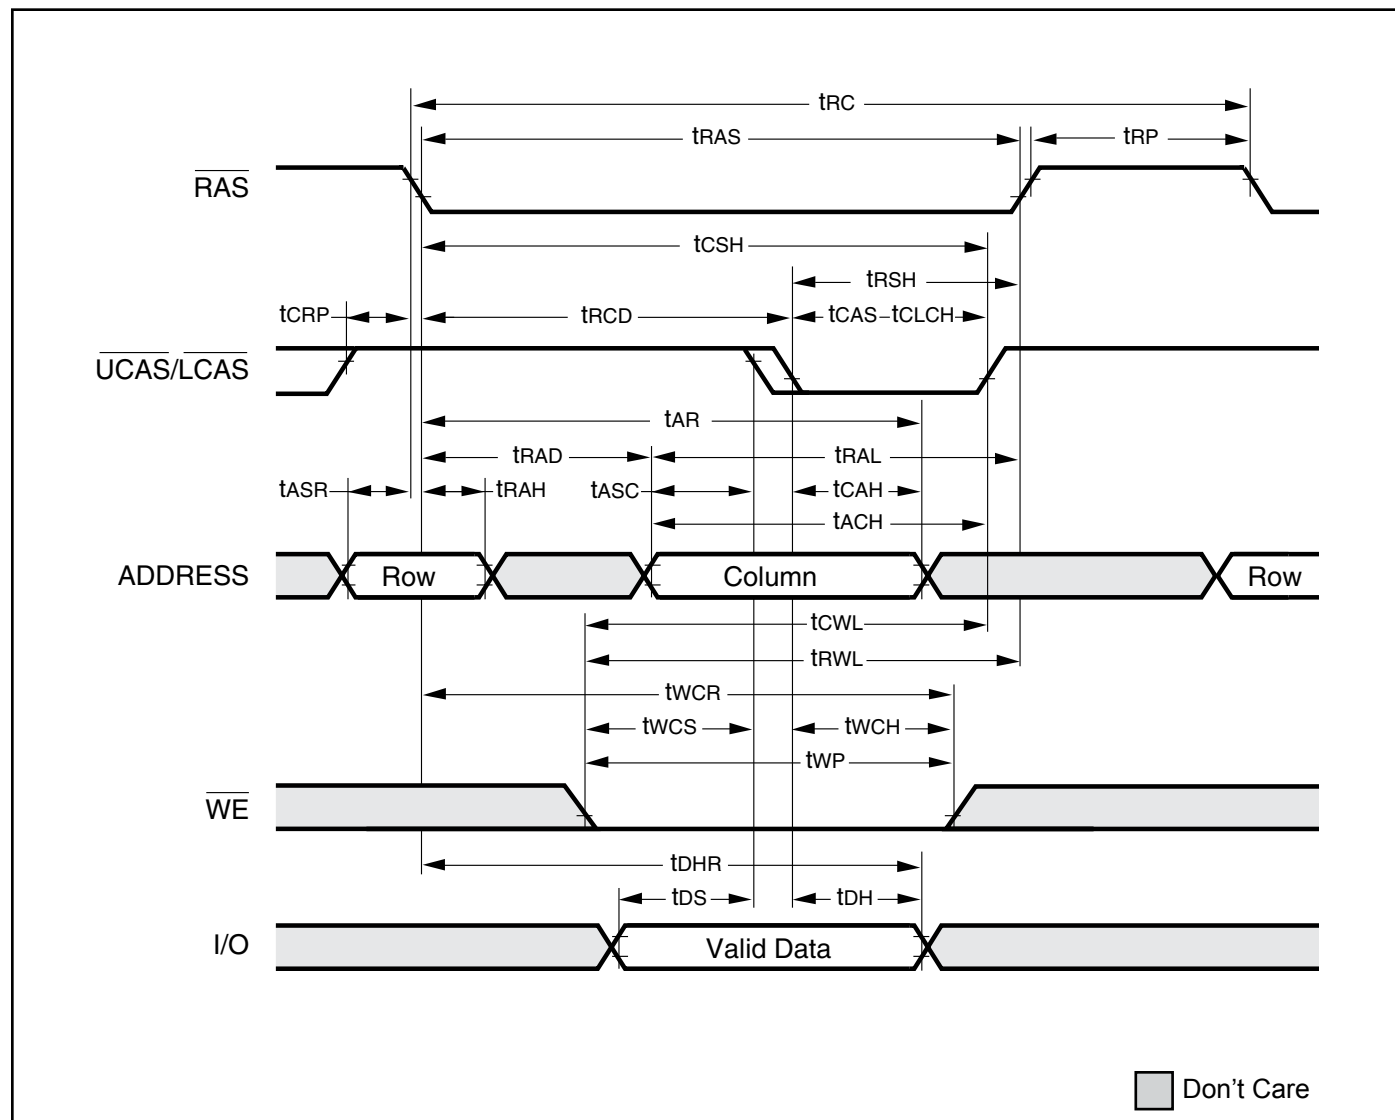 tRC
tRAS
tRP
RAS
tCSH
tRSH
tCRP
tRCD
tCAS-tCLCH
UCAS/LCAS
tAR
tRAD
tRAL
tASR
tRAH
tASC
tCAH
tACH
ADDRESS
Row
Column
Row
tCWL
tRWL
tWCR
tWCS
tWCH
tWP
WE
tDHR
tDS
tDH
I/O
Valid Data
Don't Care